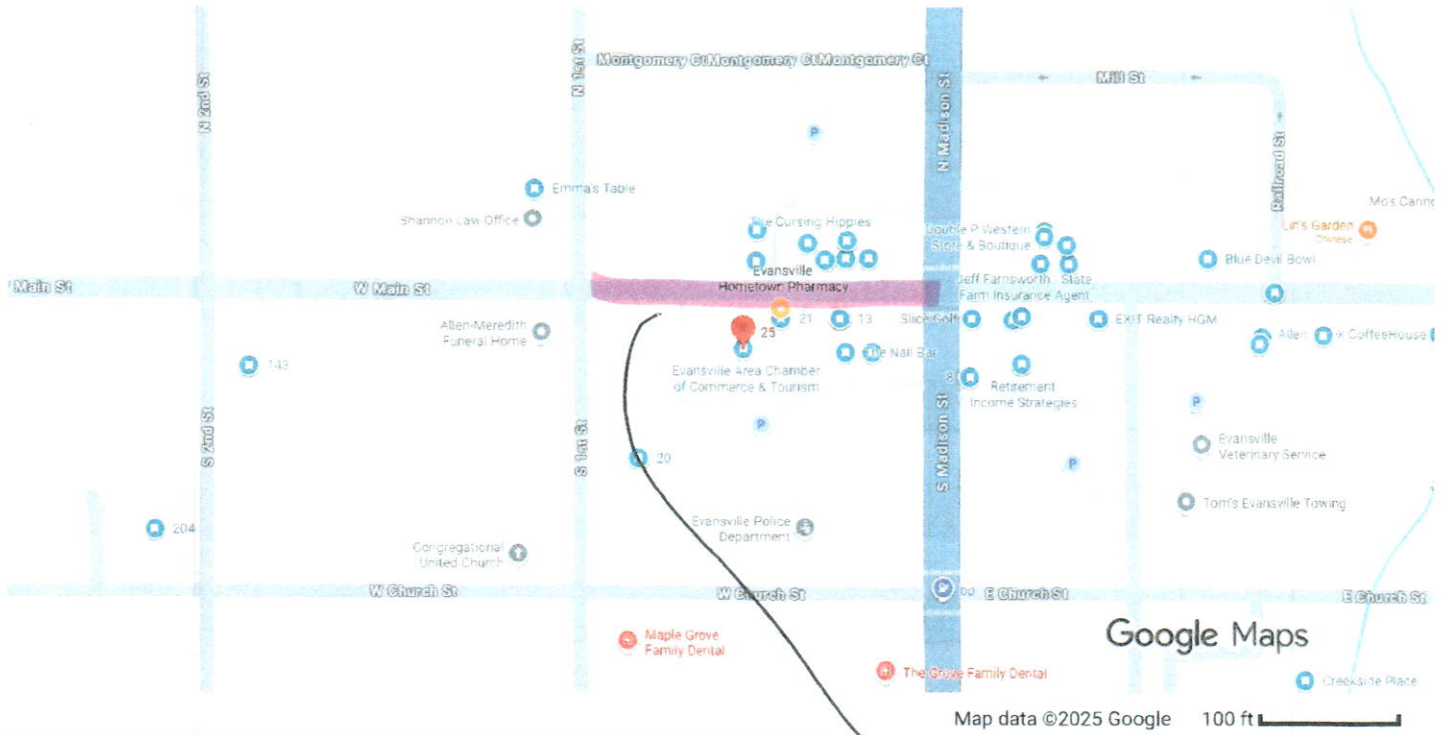 Montgomery Ct
Montgomery Ct
Montgomery Ct
Mill St
N 2nd St
N 1st St
N Madison St
Railroad St
Emma's Table
Shannon Law Office
The Cursing Hippies
Double P Western
Store & Boutique
Mo's Caring
Lin's Garden
Chinese
Blue Devil Bowl
Main St
W Main St
Evansville
Hometown Pharmacy
Jeff Farnsworth - State
Farm Insurance Agent
Allen-Meredith
Funeral Home
25
21
13
Slice Golf
EXIT Realty HGM
Allen
CoffeeHouse
143
Evansville Area Chamber
of Commerce & Tourism
The Nail Bar
8
Retirement
Income Strategies
S 2nd St
S 1st St
S Madison St
20
Evansville
Veterinary Service
Tom's Evansville Towing
204
Evansville Police
Department
Congregational
United Church
W Church St
W Church St
E Church St
E Church St
Maple Grove
Family Dental
The Grove Family Dental
Google Maps
Creekside Place
Map data ©2025 Google
100 ft